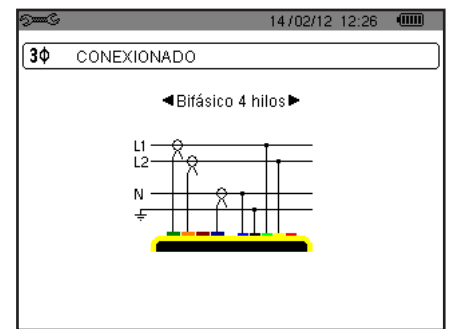 14/02/12 12:26
3Φ CONEXIONADO
◄Bifásico 4 hilos►
L1
L2
N